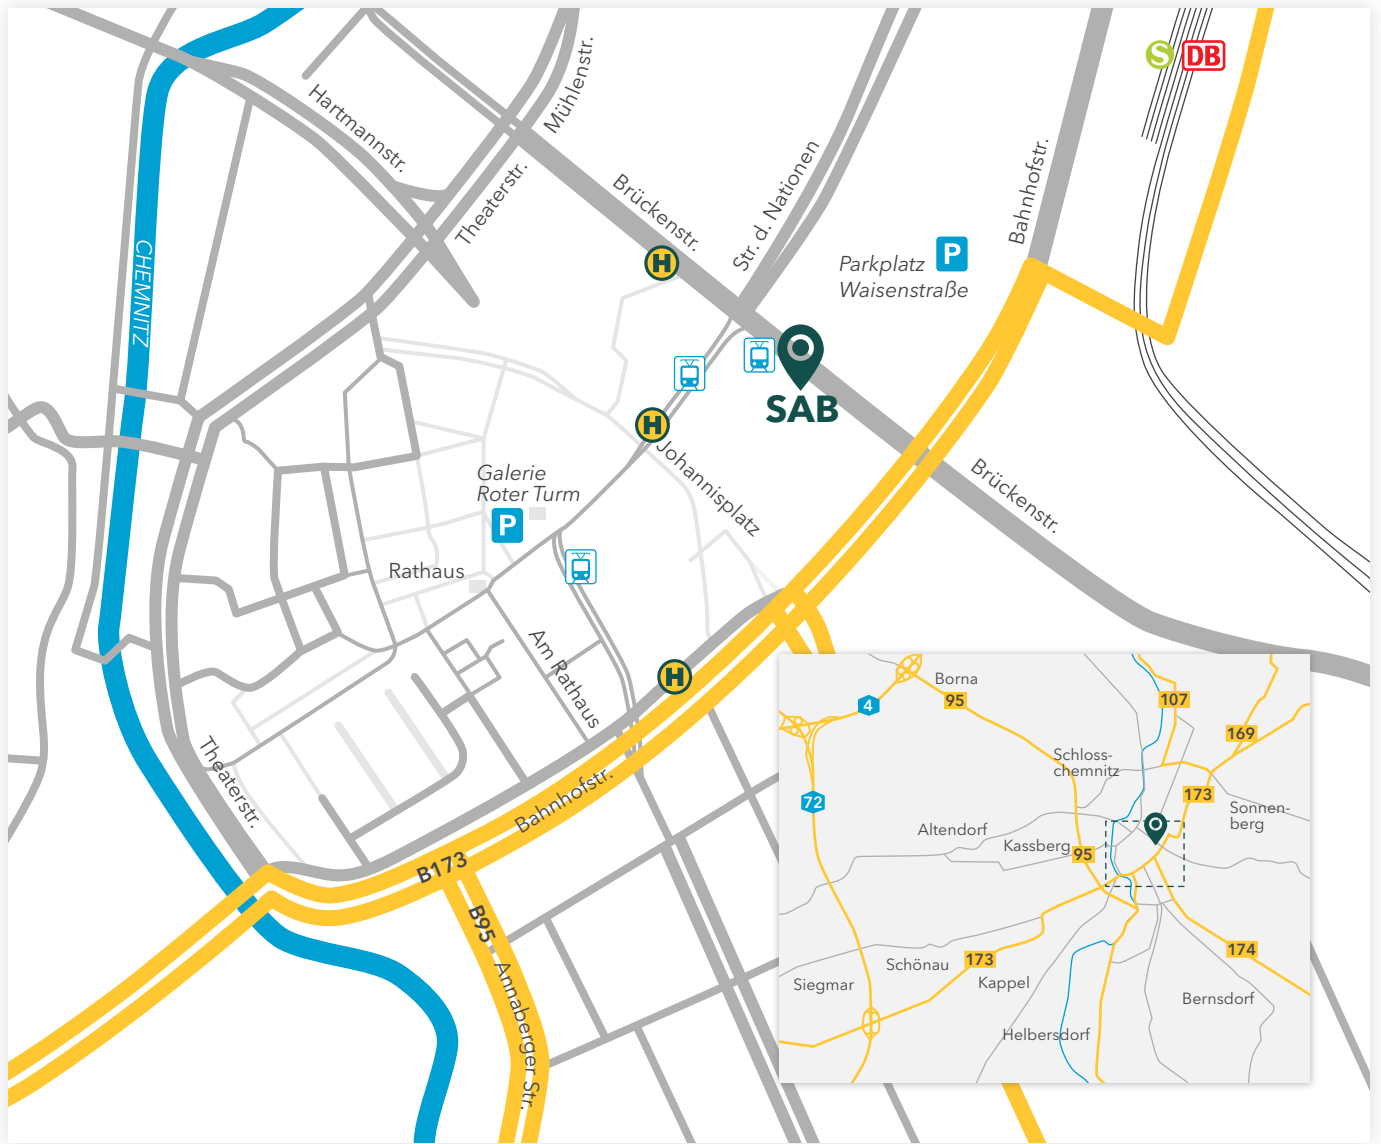 S
DB
Hartmannstr.
Mühlenstr.
Theaterstr.
Brückenstr.
Str. d. Nationen
Bahnhofstr.
CHEMNITZ
H
P
Parkplatz
Waisenstraße
SAB
H
Johannisplatz
Brückenstr.
Galerie
Roter Turm
P
Rathaus
Am Rathaus
H
Theaterstr.
Bahnhofstr.
B173
B95
Annaberger Str.
Borna
95
4
107
169
Schloss-
chemnitz
72
173
Sonnen-
berg
Altendorf
Kassberg
95
Schönau
173
Siegmar
Kappel
174
Bernsdorf
Helbersdorf